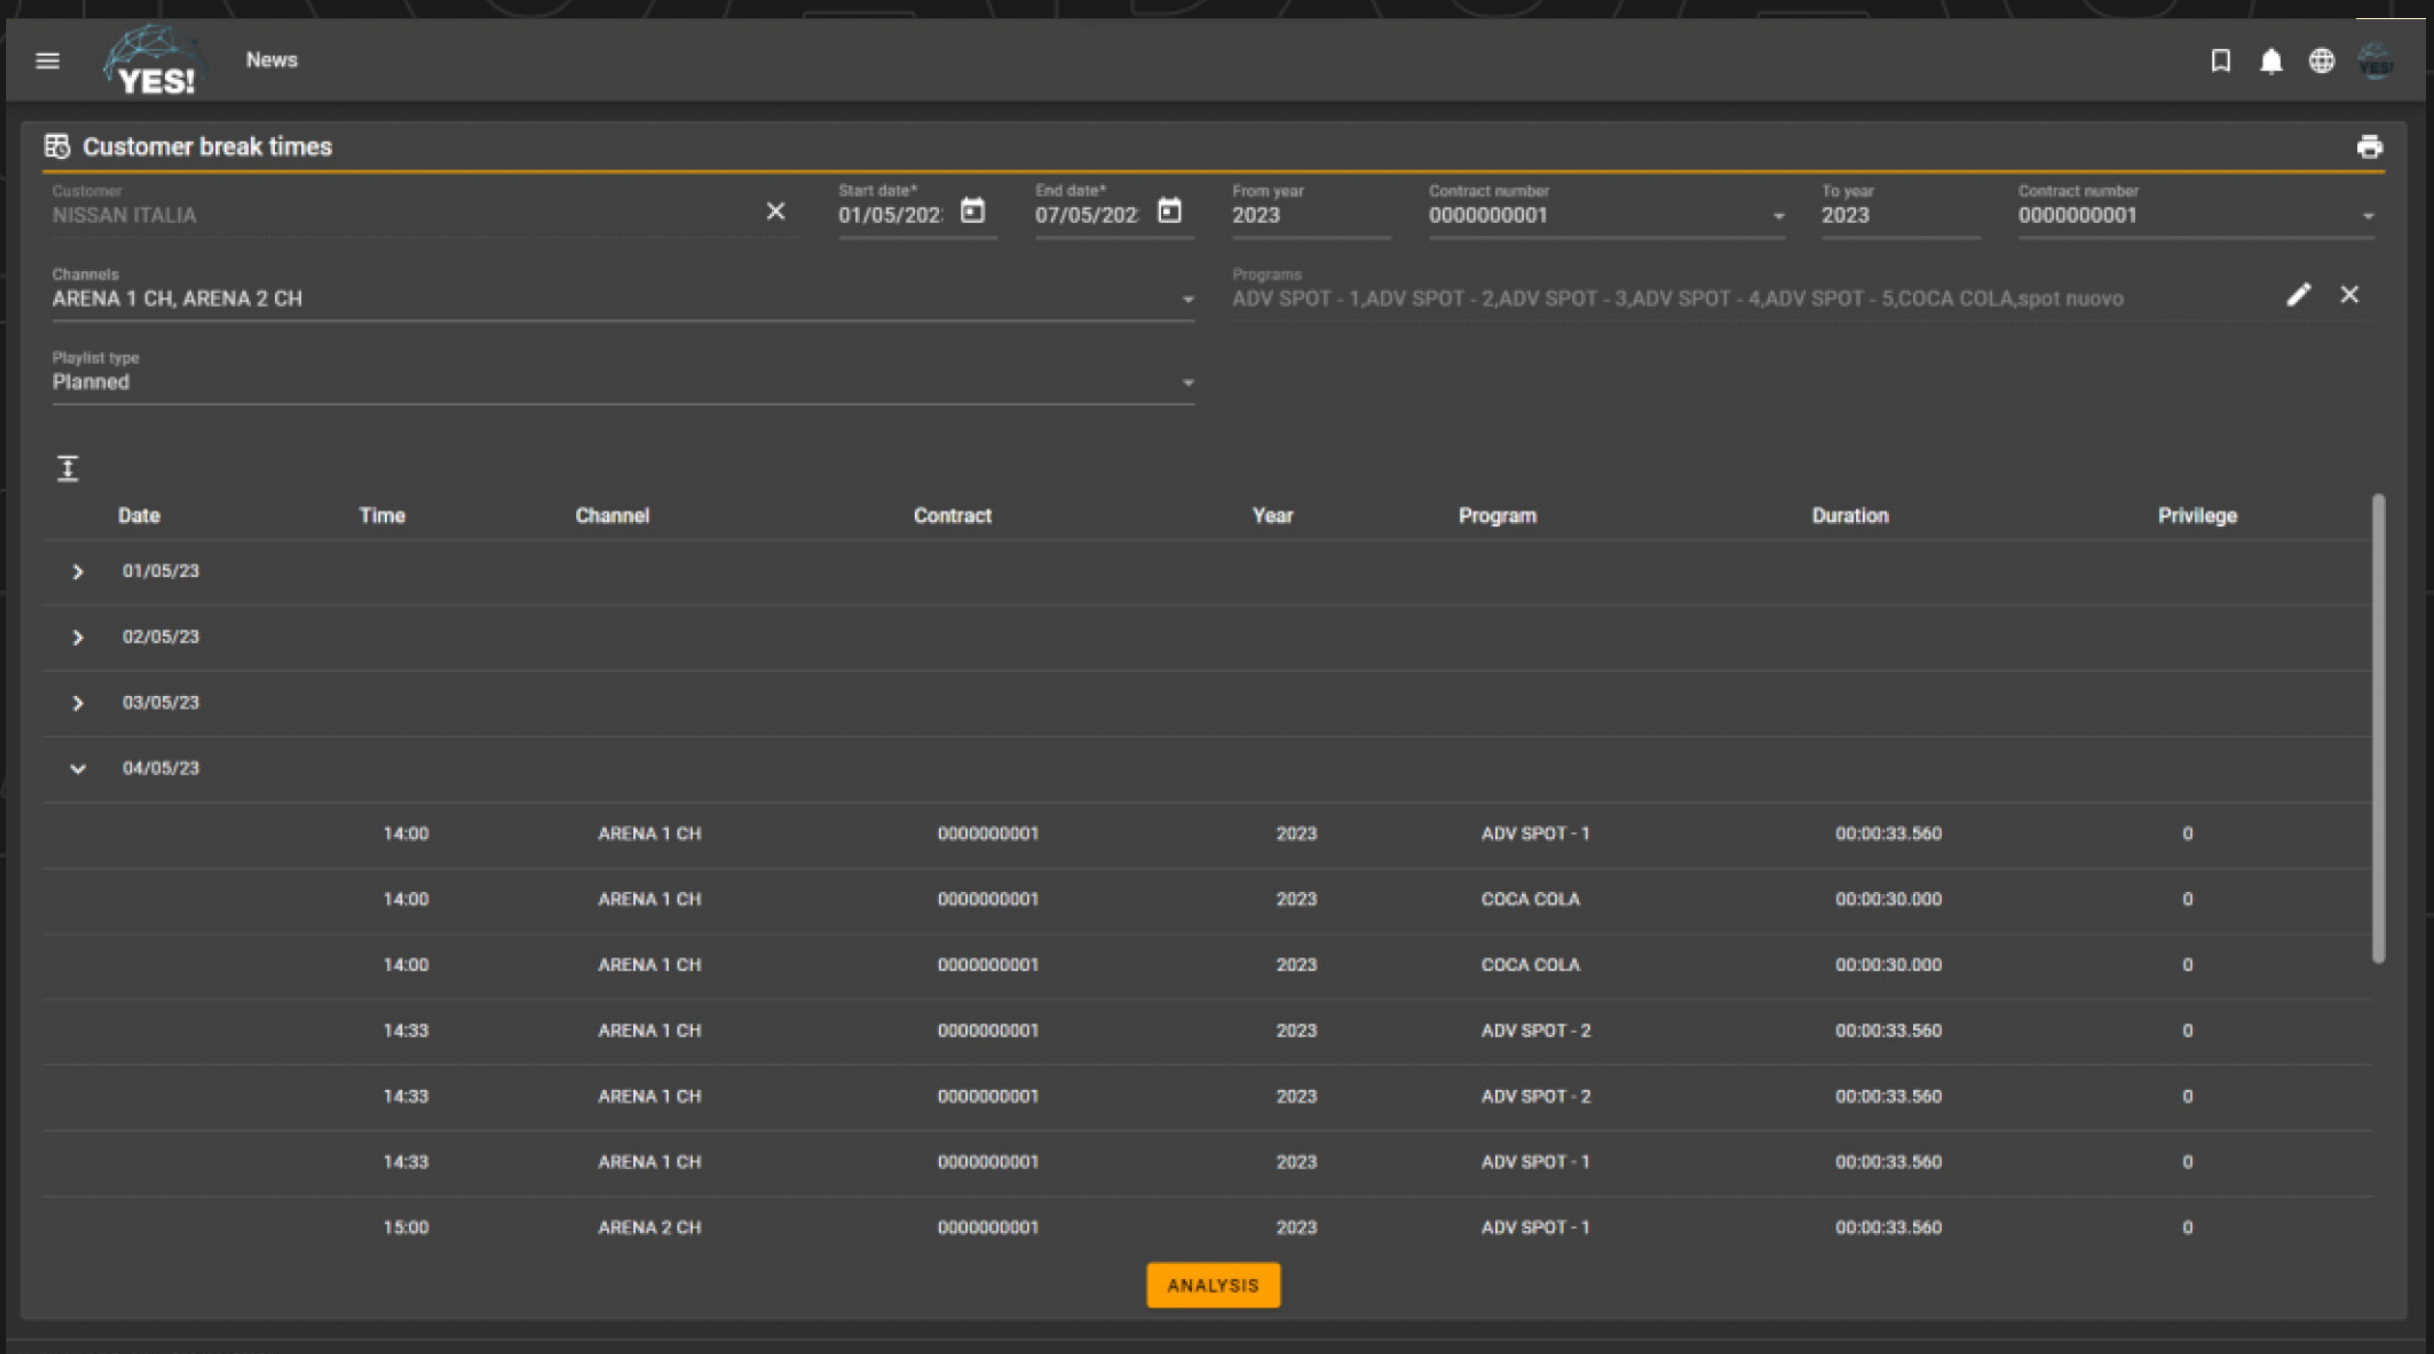 YES! News
Customer break times
Customer Start date* End date* From year Contract number To year Contract number
NISSAN ITALIA 01/05/202 07/05/202 2023 0000000001 2023 0000000001
Channels Programs
ARENA 1 CH, ARENA 2 CH ADV SPOT - 1,ADV SPOT - 2,ADV SPOT - 3,ADV SPOT - 4,ADV SPOT - 5,COCA COLA,spot nuovo
Playlist type
Planned
Date Time Channel Contract Year Program Duration Privilege
01/05/23
02/05/23
03/05/23
04/05/23
14:00 ARENA 1 CH 0000000001 2023 ADV SPOT - 1 00:00:33.560 0
14:00 ARENA 1 CH 0000000001 2023 COCA COLA 00:00:30.000 0
14:00 ARENA 1 CH 0000000001 2023 COCA COLA 00:00:30.000 0
14:33 ARENA 1 CH 0000000001 2023 ADV SPOT - 2 00:00:33.560 0
14:33 ARENA 1 CH 0000000001 2023 ADV SPOT - 2 00:00:33.560 0
14:33 ARENA 1 CH 0000000001 2023 ADV SPOT - 1 00:00:33.560 0
15:00 ARENA 2 CH 0000000001 2023 ADV SPOT - 1 00:00:33.560 0
ANALYSIS